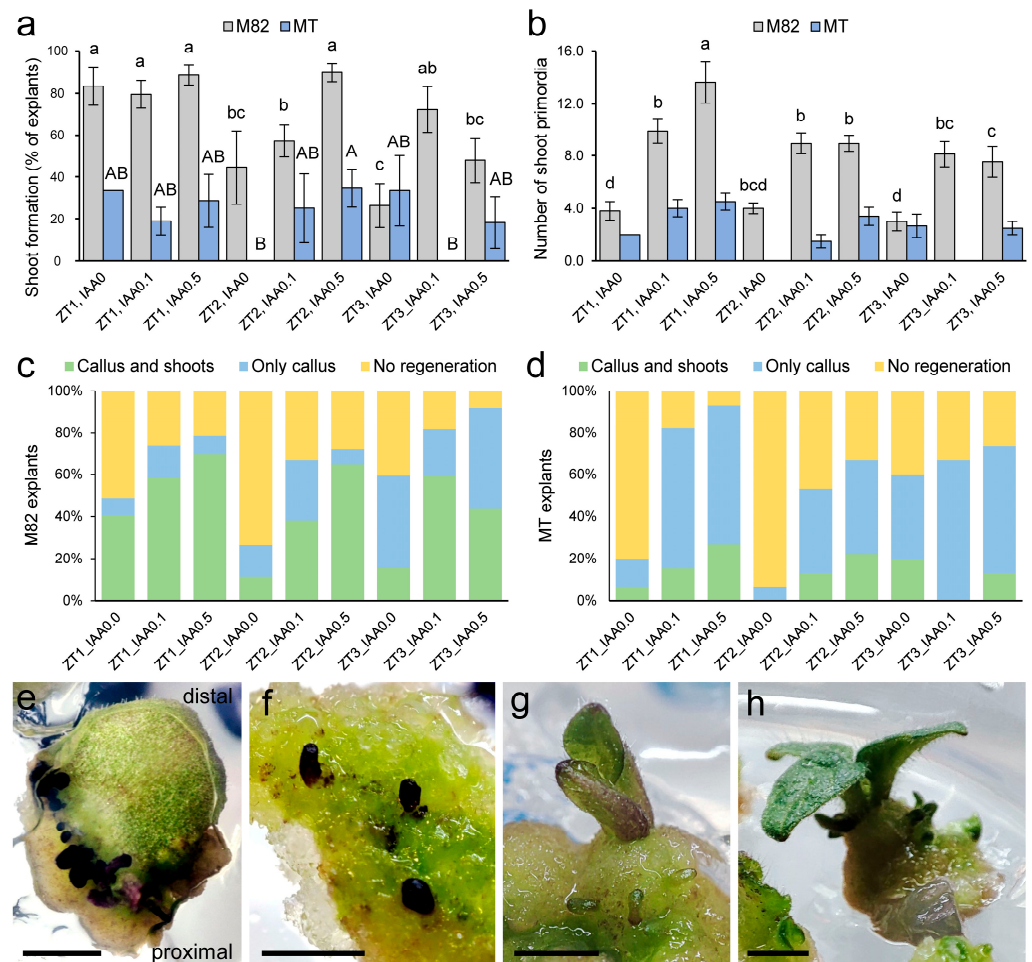 a
M82 MT
Shoot formation (% of explants)
100
80
60
40
20
0
a
a
a
bc
b
a
c
ab
bc
AB
AB
AB
B
AB
A
AB
B
AB
ZT1, IAA0
ZT1, IAA0.1
ZT1, IAA0.5
ZT2, IAA0
ZT2, IAA0.1
ZT2, IAA0.5
ZT3, IAA0
ZT3_IAA0.1
ZT3, IAA0.5
b
M82 MT
Number of shoot primordia
16.0
12.0
8.0
4.0
0.0
d
b
a
bcd
b
b
d
bc
c
ZT1, IAA0
ZT1, IAA0.1
ZT1, IAA0.5
ZT2, IAA0
ZT2, IAA0.1
ZT2, IAA0.5
ZT3, IAA0
ZT3_IAA0.1
ZT3, IAA0.5
c
Callus and shoots Only callus No regeneration
M82 explants
100%
80%
60%
40%
20%
0%
ZT1_IAA0.0
ZT1_IAA0.1
ZT1_IAA0.5
ZT2_IAA0.0
ZT2_IAA0.1
ZT2_IAA0.5
ZT3_IAA0.0
ZT3_IAA0.1
ZT3_IAA0.5
d
Callus and shoots Only callus No regeneration
MT explants
100%
80%
60%
40%
20%
0%
ZT1_IAA0.0
ZT1_IAA0.1
ZT1_IAA0.5
ZT2_IAA0.0
ZT2_IAA0.1
ZT2_IAA0.5
ZT3_IAA0.0
ZT3_IAA0.1
ZT3_IAA0.5
e
distal
proximal
f
g
h